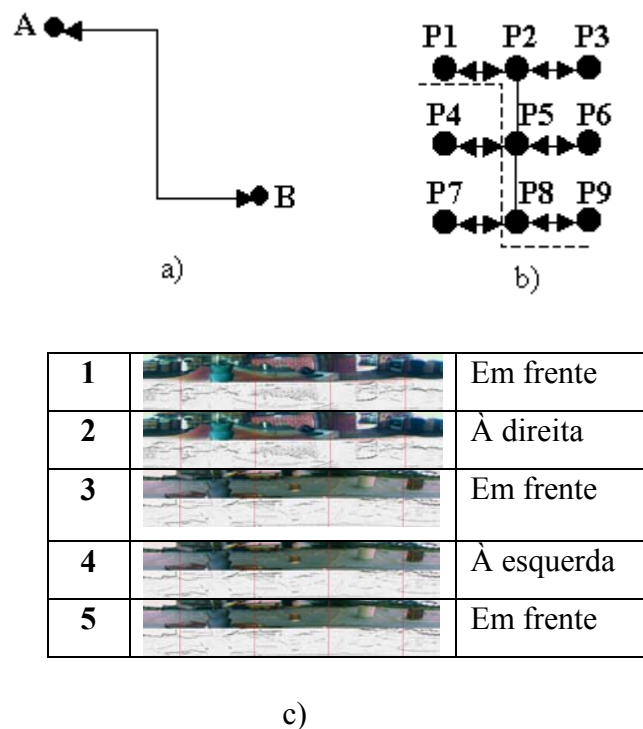 A
B
a)
P1 P2 P3
P4 P5 P6
P7 P8 P9
b)
1 Em frente
2 À direita
3 Em frente
4 À esquerda
5 Em frente
c)